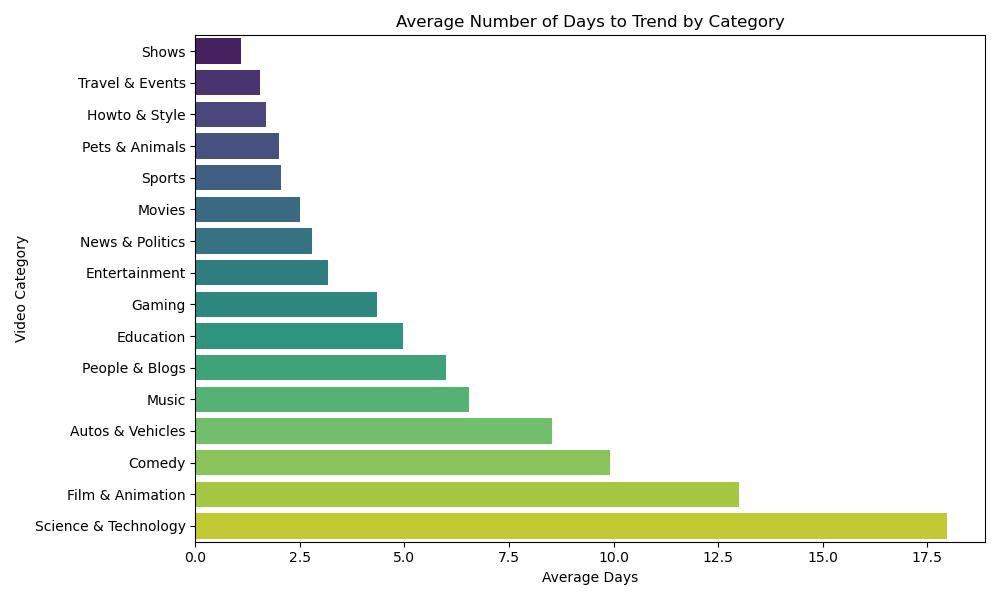 Average Number of Days to Trend by Category
Video Category
Shows
Travel & Events
Howto & Style
Pets & Animals
Sports
Movies
News & Politics
Entertainment
Gaming
Education
People & Blogs
Music
Autos & Vehicles
Comedy
Film & Animation
Science & Technology
0.0 2.5 5.0 7.5 10.0 12.5 15.0 17.5
Average Days